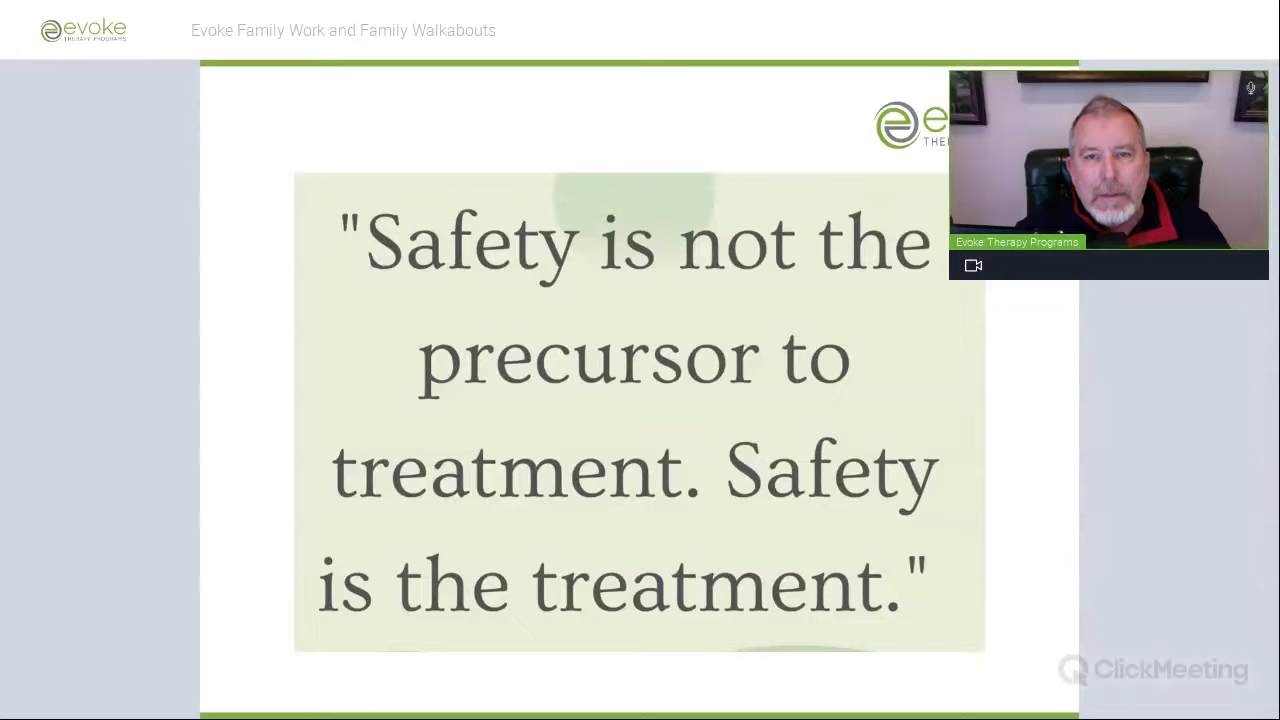 evoke
THERAPY PROGRAMS
Evoke Family Work and Family Walkabouts
e
THE
"Safety is not the
precursor to
treatment. Safety
is the treatment."
Evoke Therapy Programs
ClickMeeting